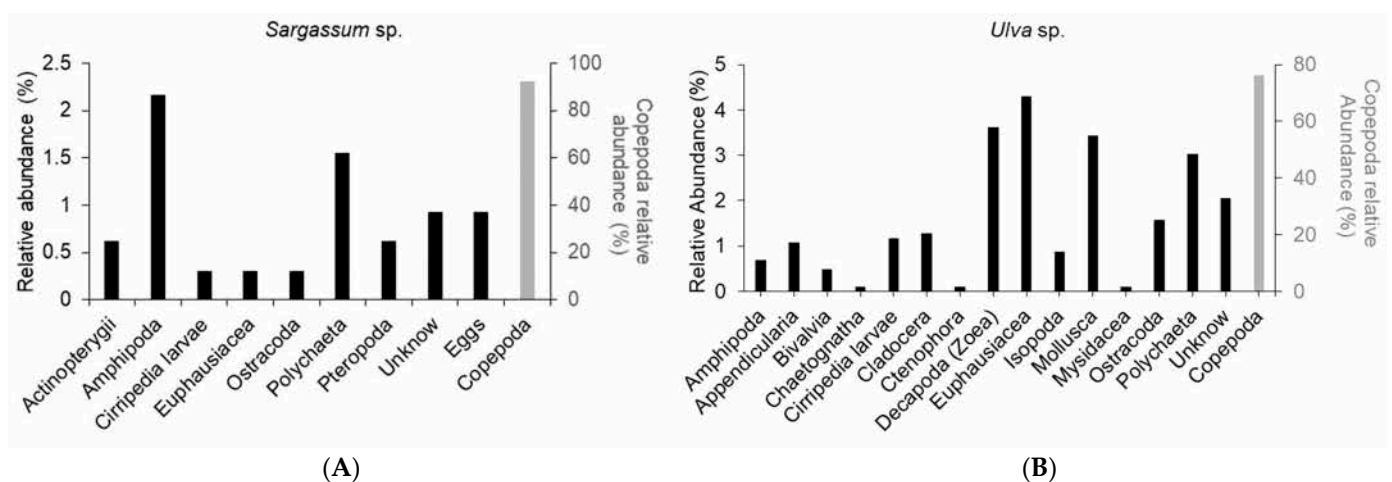 Sargassum sp.
Relative abundance (%)
2.5
2
1.5
1
0.5
0
100
80
60
40
20
0
Copepoda relative
abundance (%)
Actinopterygii
Amphipoda
Cirripedia larvae
Euphausiacea
Ostracoda
Polychaeta
Pteropoda
Unknow
Eggs
Copepoda
(A)
Ulva sp.
Relative Abundance (%)
5
4
3
2
1
0
80
60
40
20
0
Copepoda relative
Abundance (%)
Amphipoda
Appendicularia
Bivalvia
Chaetognatha
Cirripedia larvae
Cladocera
Ctenophora
Decapoda (Zoea)
Euphausiacea
Isopoda
Mollusca
Mysidacea
Ostracoda
Polychaeta
Unknow
Copepoda
(B)